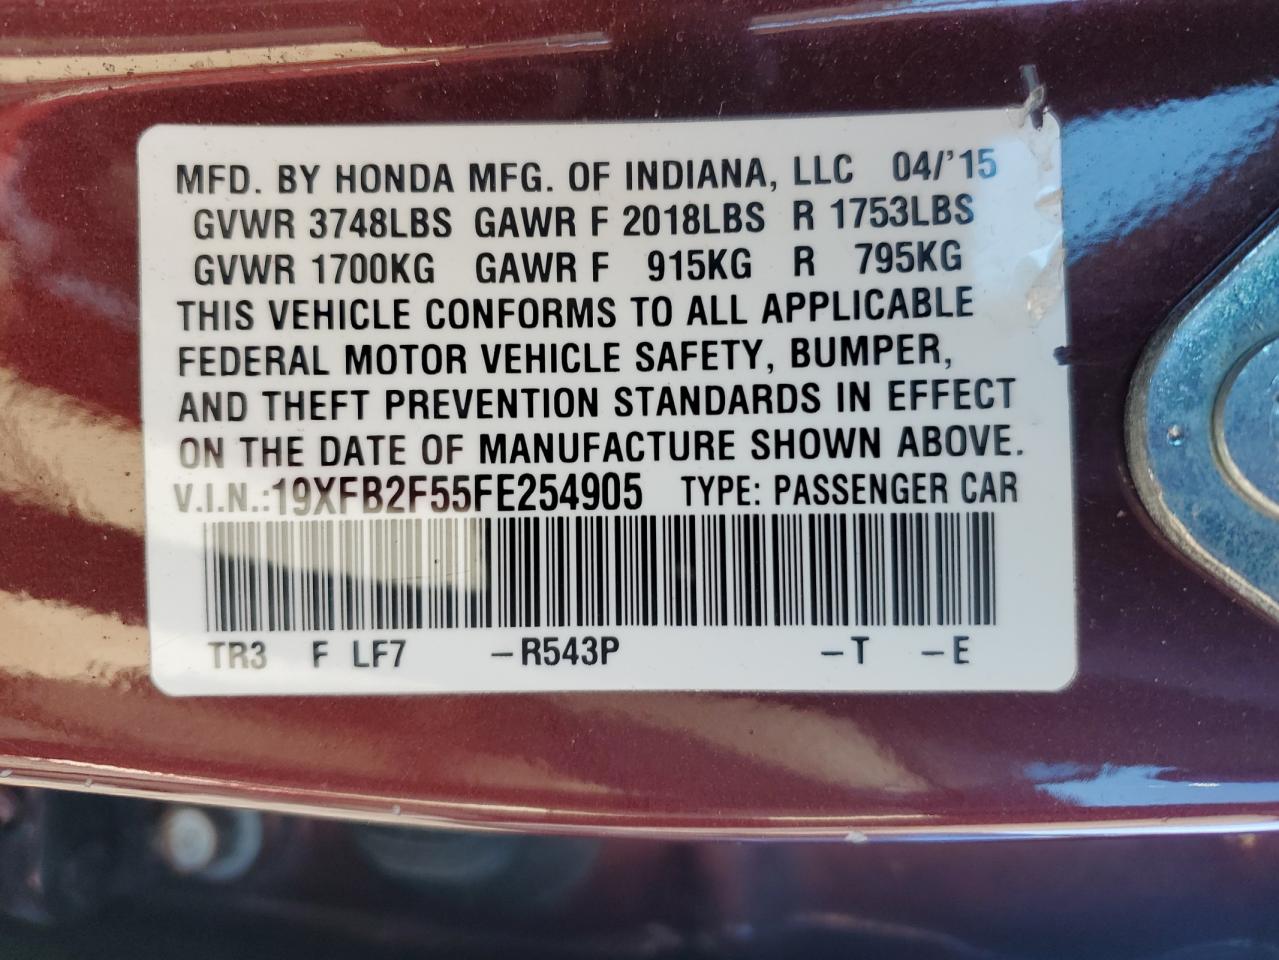 MFD. BY HONDA MFG. OF INDIANA, LLC 04/'15
GVWR 3748LBS GAWR F 2018LBS R 1753LBS
GVWR 1700KG GAWR F 915KG R 795KG
THIS VEHICLE CONFORMS TO ALL APPLICABLE
FEDERAL MOTOR VEHICLE SAFETY, BUMPER,
AND THEFT PREVENTION STANDARDS IN EFFECT
ON THE DATE OF MANUFACTURE SHOWN ABOVE.
V.I.N.:19XFB2F55FE254905 TYPE: PASSENGER CAR
TR3 F LF7 -R543P -T -E